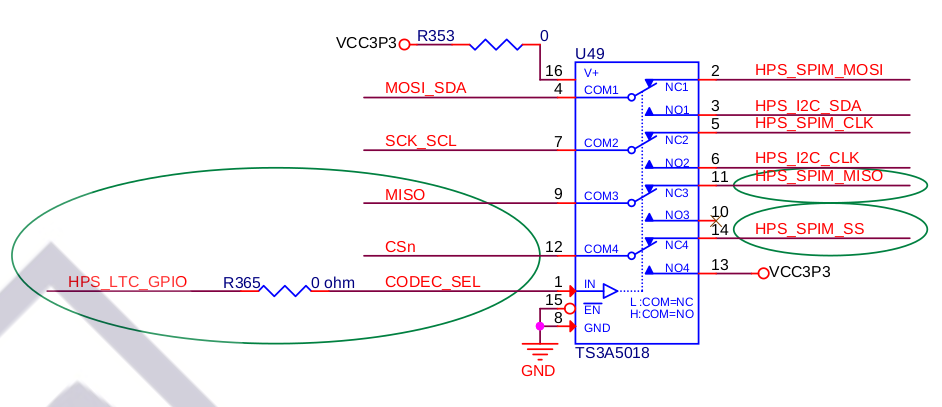 VCC3P3
R353
0
U49
16
V+
MOSI_SDA
4
COM1
NC1
2
HPS_SPIM_MOSI
NO1
3
HPS_I2C_SDA
SCK_SCL
7
COM2
NC2
5
HPS_SPIM_CLK
NO2
6
HPS_I2C_CLK
MISO
9
COM3
NC3
11
HPS_SPIM_MISO
NO3
10
CSn
12
COM4
NC4
14
HPS_SPIM_SS
NO4
13
VCC3P3
HPS_LTC_GPIO
R365
0 ohm
CODEC_SEL
1
IN
15
EN
L :COM=NC
H:COM=NO
8
GND
TS3A5018
GND